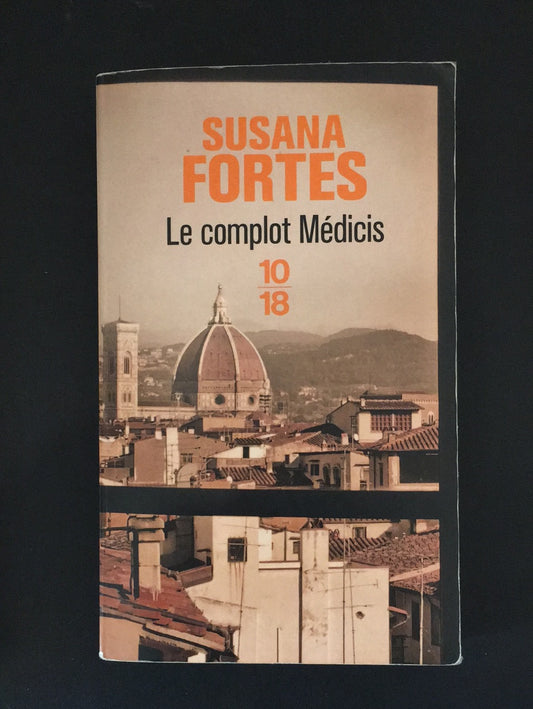 SUSANA
FORTES
Le complot Médicis
10
18